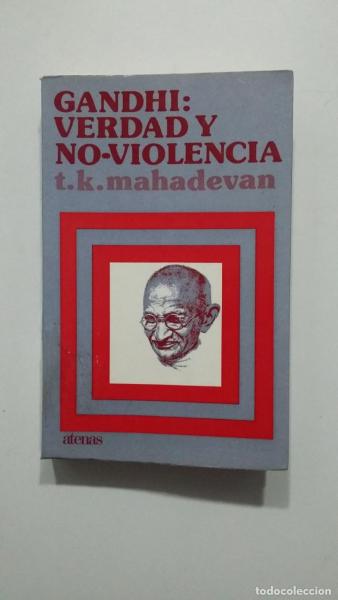 GANDHI:
VERDAD Y
NO-VIOLENCIA
t.k.mahadevan
atenas
todocoleccion